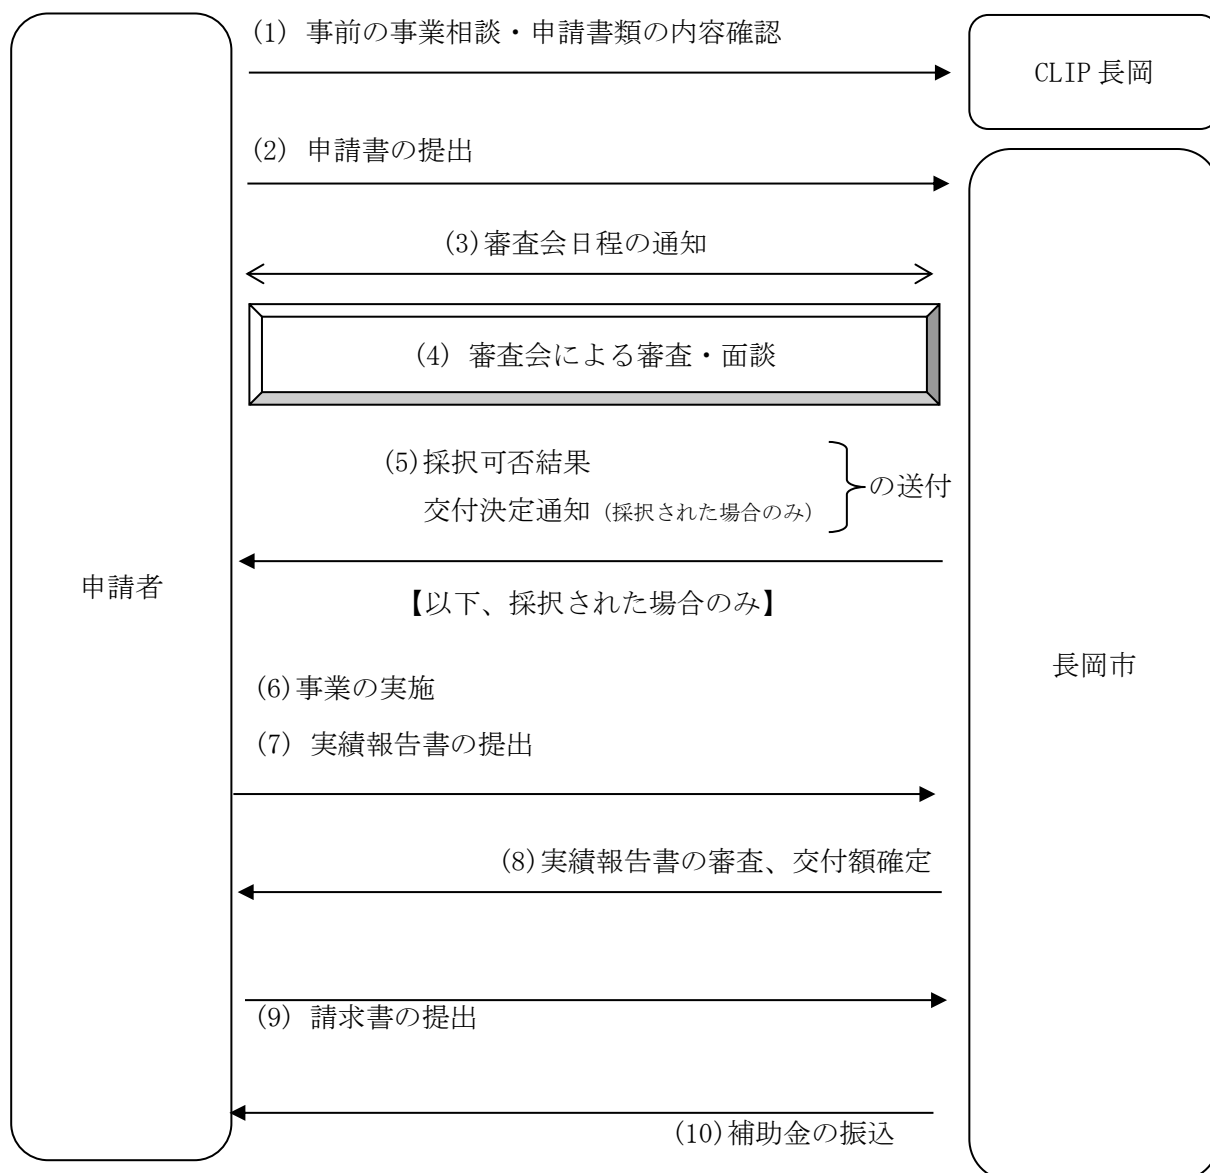 (1) 事前の事業相談・申請書類の内容確認
CLIP長岡
(2) 申請書の提出
(3)審査会日程の通知
(4) 審査会による審査・面談
(5)採択可否結果
交付決定通知（採択された場合のみ）
の送付
申請者
【以下、採択された場合のみ】
長岡市
(6)事業の実施
(7) 実績報告書の提出
(8)実績報告書の審査、交付額確定
(9) 請求書の提出
(10)補助金の振込